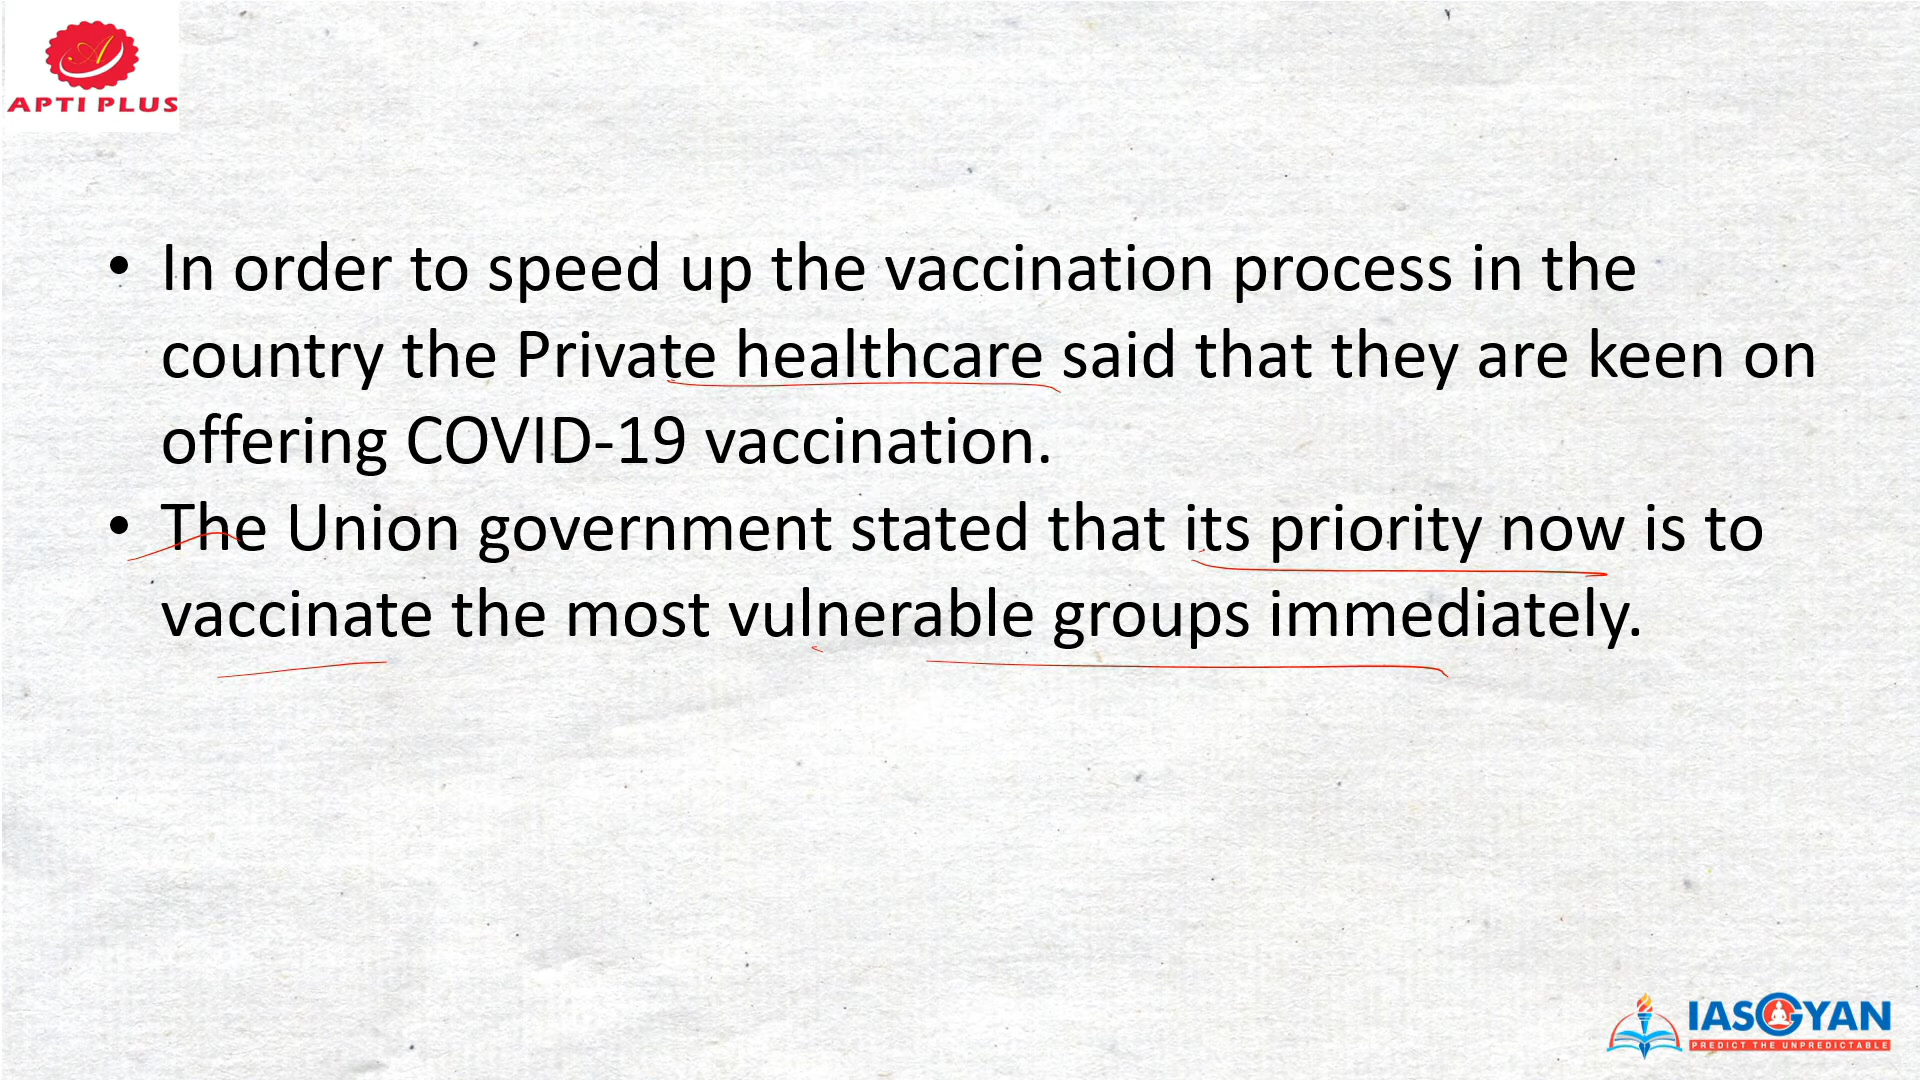 A
APTI PLUS
• In order to speed up the vaccination process in the
country the Private healthcare said that they are keen on
offering COVID-19 vaccination.
• The Union government stated that its priority now is to
vaccinate the most vulnerable groups immediately.
IASGYAN
PREDICT THE UNPREDICTABLE